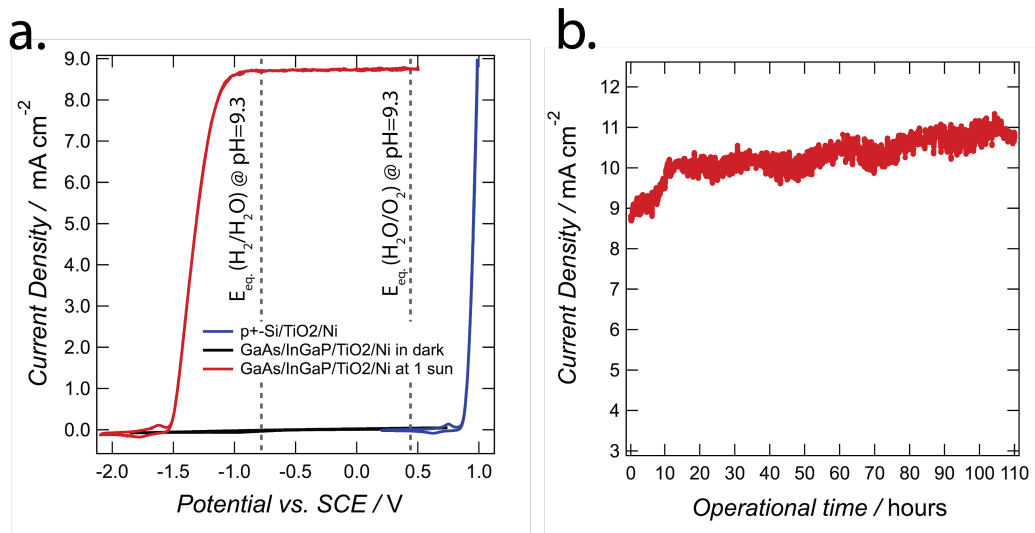 a.
Current Density / mA cm-2
9.0
8.0
7.0
6.0
5.0
4.0
3.0
2.0
1.0
0.0
Eeq.(H2/H2O) @ pH=9.3
Eeq.(H2O/O2) @ pH=9.3
p+-Si/TiO2/Ni
GaAs/InGaP/TiO2/Ni in dark
GaAs/InGaP/TiO2/Ni at 1 sun
-2.0 -1.5 -1.0 -0.5 0.0 0.5 1.0
Potential vs. SCE / V
b.
Current Density / mA cm-2
12
11
10
9
8
7
6
5
4
3
0 10 20 30 40 50 60 70 80 90 100 110
Operational time / hours